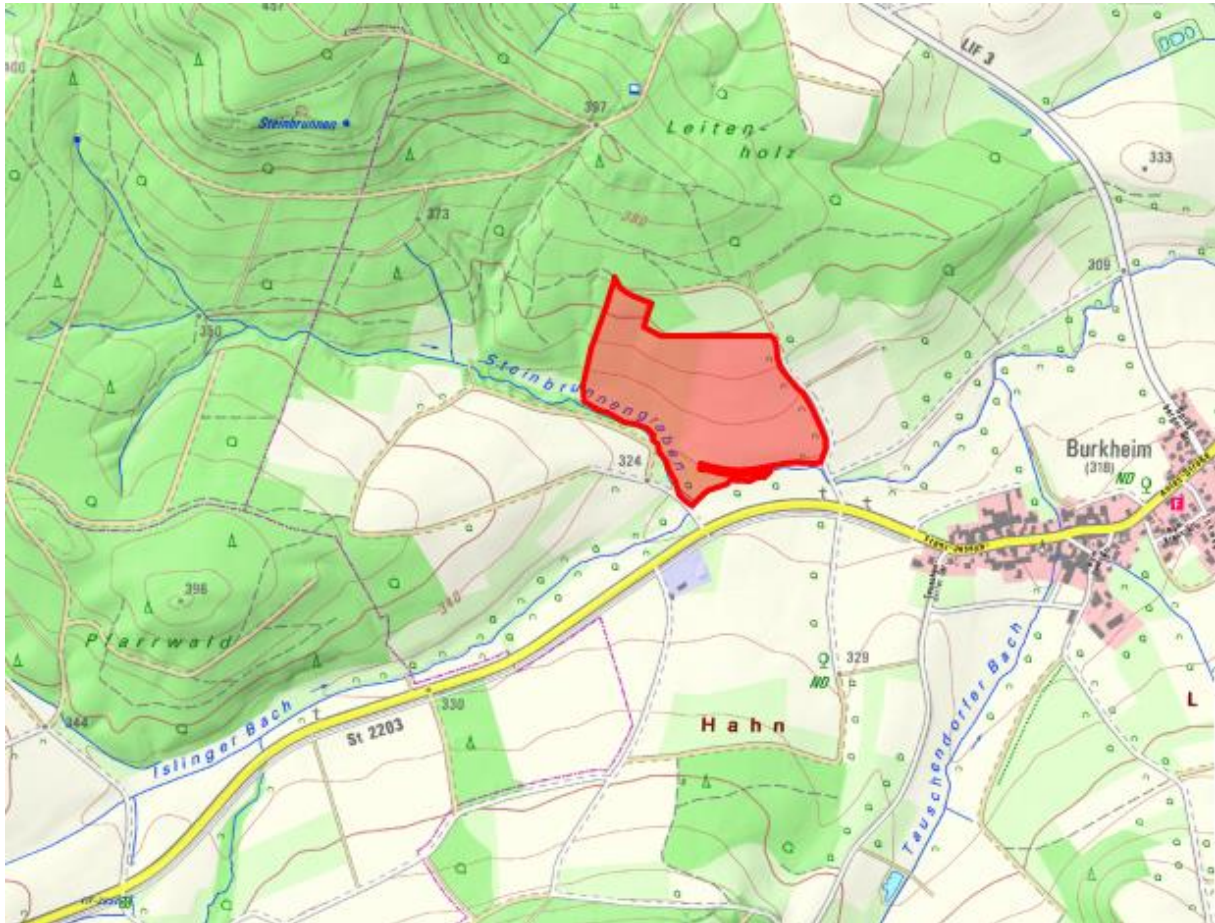 LIF 3
Steinbrunnen
397
Leiten-
holz
333
373
380
309
350
Steinbrunnengraben
324
Burkheim
(318)
ND
F
396
340
Pfarrwald
329
ND
330
344
Islinger Bach
St 2203
Hahn
L
Tauschendorfer Bach